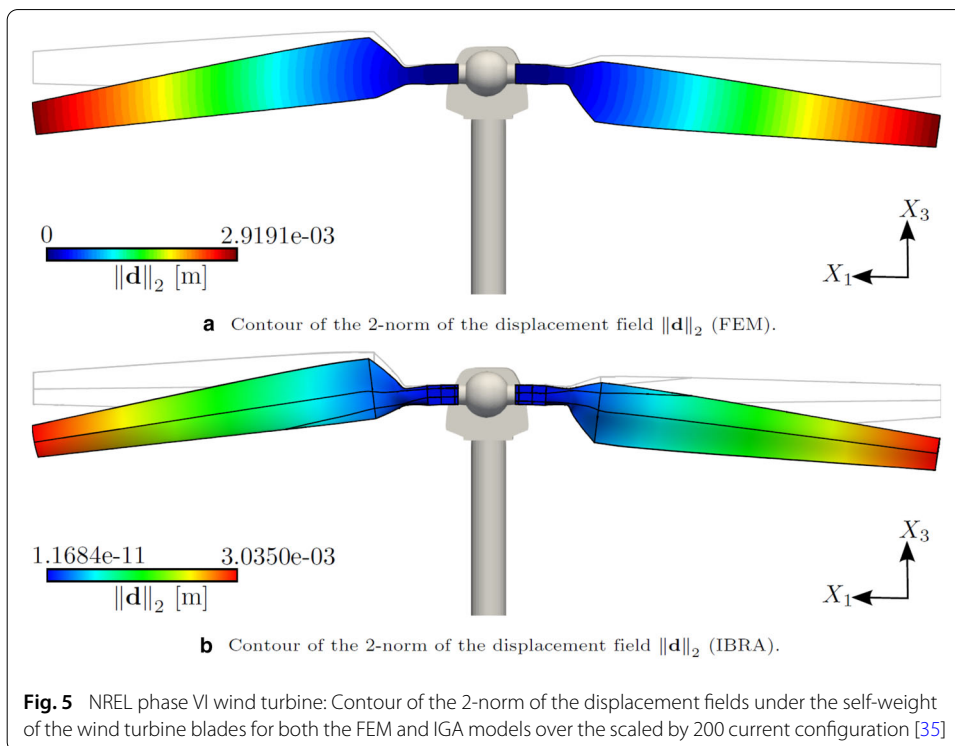 0 2.9191e-03
‖d‖₂ [m]
X₃
X₁
a Contour of the 2-norm of the displacement field ‖d‖₂ (FEM).
1.1684e-11 3.0350e-03
‖d‖₂ [m]
X₃
X₁
b Contour of the 2-norm of the displacement field ‖d‖₂ (IBRA).
Fig. 5 NREL phase VI wind turbine: Contour of the 2-norm of the displacement fields under the self-weight
of the wind turbine blades for both the FEM and IGA models over the scaled by 200 current configuration [35]